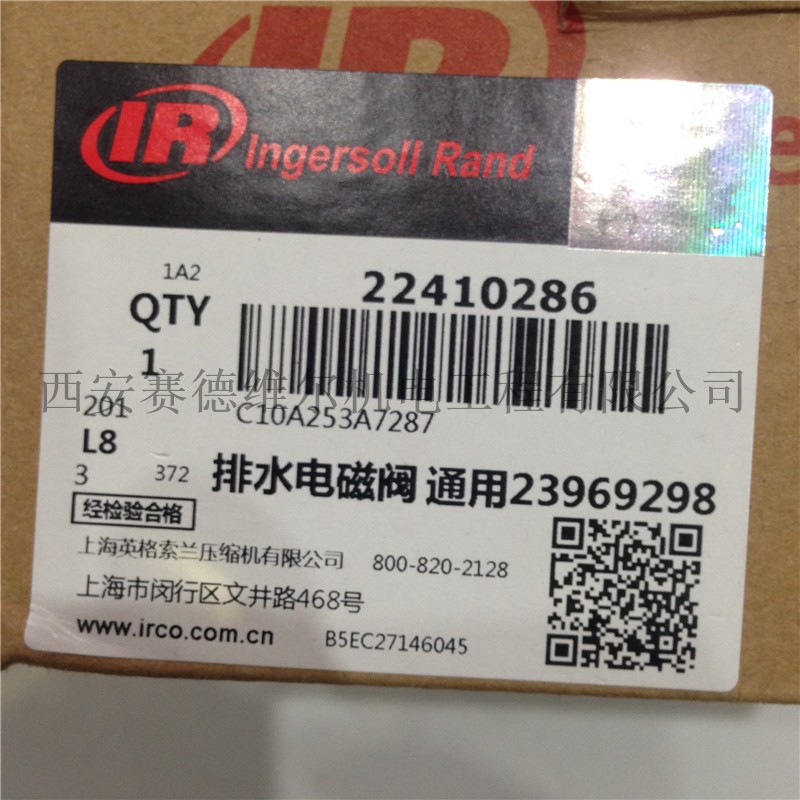 IR Ingersoll Rand
1A2
22410286
QTY
1
西安赛德维尔机电工程有限公司
201
C10A253A7287
L8
3
372
排水电磁阀 通用23969298
经检验合格
上海英格索兰压缩机有限公司 800-820-2128
上海市闵行区文井路468号
www.irco.com.cn
B5EC27146045